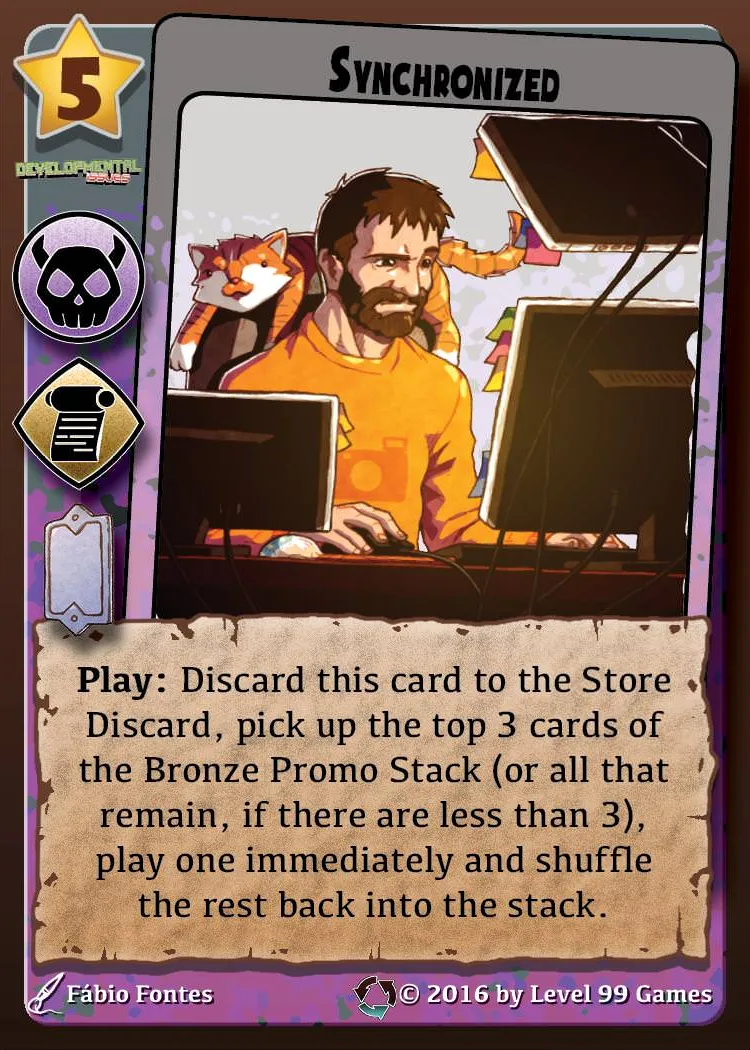 Synchronized
5
DEVELOPMENTAL
ISSUES
Play: Discard this card to the Store
Discard, pick up the top 3 cards of
the Bronze Promo Stack (or all that
remain, if there are less than 3),
play one immediately and shuffle
the rest back into the stack.
Fábio Fontes
© 2016 by Level 99 Games